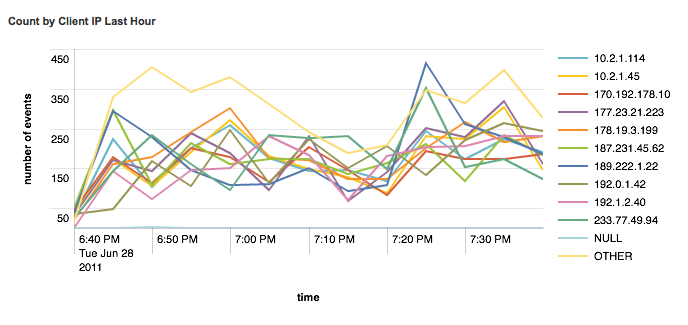 Count by Client IP Last Hour
number of events
450
350
250
150
50
6:40 PM
Tue Jun 28
2011
6:50 PM
7:00 PM
7:10 PM
7:20 PM
7:30 PM
time
10.2.1.114
10.2.1.45
170.192.178.10
177.23.21.223
178.19.3.199
187.231.45.62
189.222.1.22
192.0.1.42
192.1.2.40
233.77.49.94
NULL
OTHER